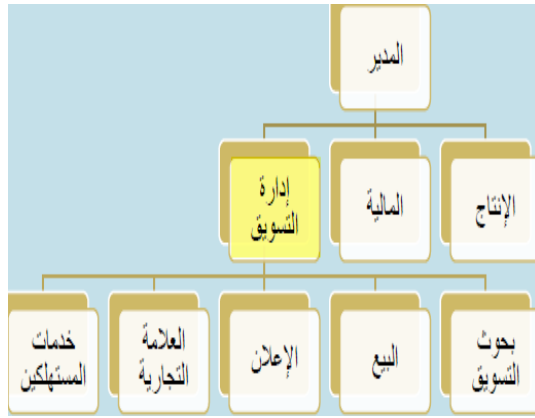 المدير
الإنتاج
المالية
إدارة
التسويق
بحوث
التسويق
البيع
الإعلان
العلامة
التجارية
خدمات
المستهلكين